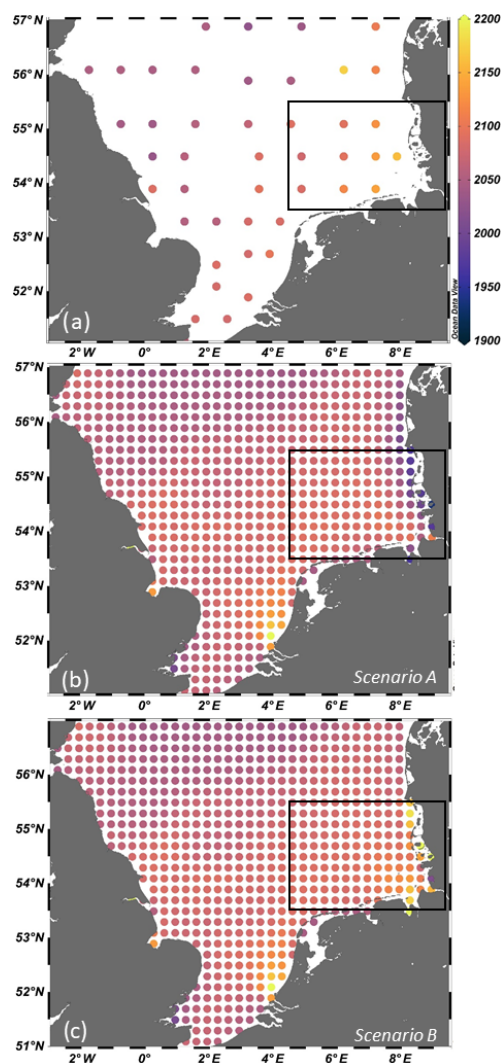 57°N
56°N
55°N
54°N
53°N
52°N
(a)
2°W 0° 2°E 4°E 6°E 8°E
2200
2150
2100
2050
2000
1950
1900
Ocean Data View
57°N
56°N
55°N
54°N
53°N
52°N
(b)
Scenario A
2°W 0° 2°E 4°E 6°E 8°E
56°N
55°N
54°N
53°N
52°N
51°N
(c)
Scenario B
2°W 0° 2°E 4°E 6°E 8°E